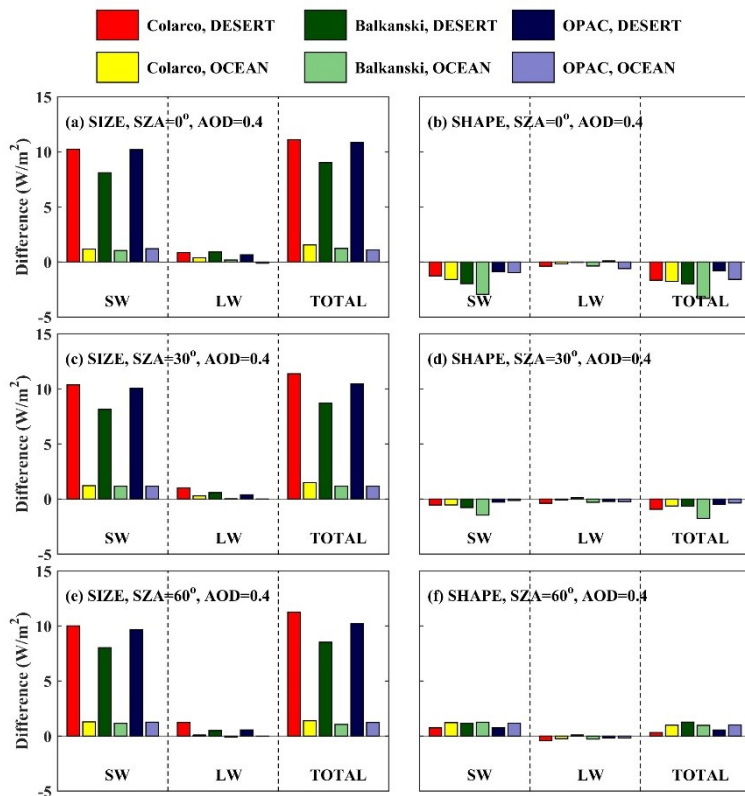 Colarco, DESERT Balkanski, DESERT OPAC, DESERT
Colarco, OCEAN Balkanski, OCEAN OPAC, OCEAN
(a) SIZE, SZA=0°, AOD=0.4 (b) SHAPE, SZA=0°, AOD=0.4
15
10
5
0
-5
Difference (W/m²)
SW LW TOTAL SW LW TOTAL
(c) SIZE, SZA=30°, AOD=0.4 (d) SHAPE, SZA=30°, AOD=0.4
15
10
5
0
-5
Difference (W/m²)
SW LW TOTAL SW LW TOTAL
(e) SIZE, SZA=60°, AOD=0.4 (f) SHAPE, SZA=60°, AOD=0.4
15
10
5
0
-5
Difference (W/m²)
SW LW TOTAL SW LW TOTAL